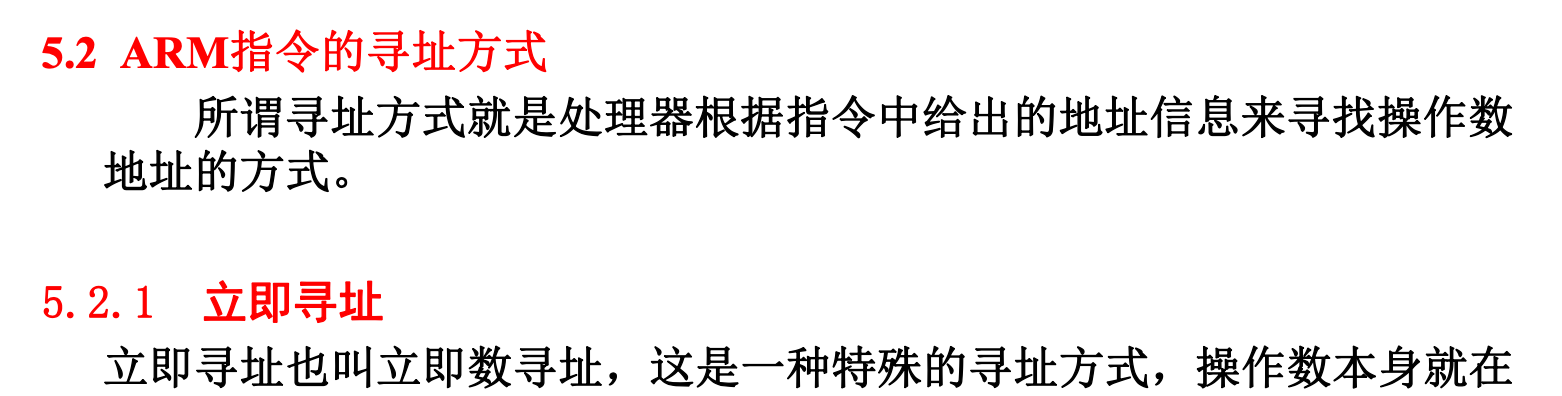 5.2 ARM指令的寻址方式
所谓寻址方式就是处理器根据指令中给出的地址信息来寻找操作数
地址的方式。
5.2.1 立即寻址
立即寻址也叫立即数寻址，这是一种特殊的寻址方式，操作数本身就在